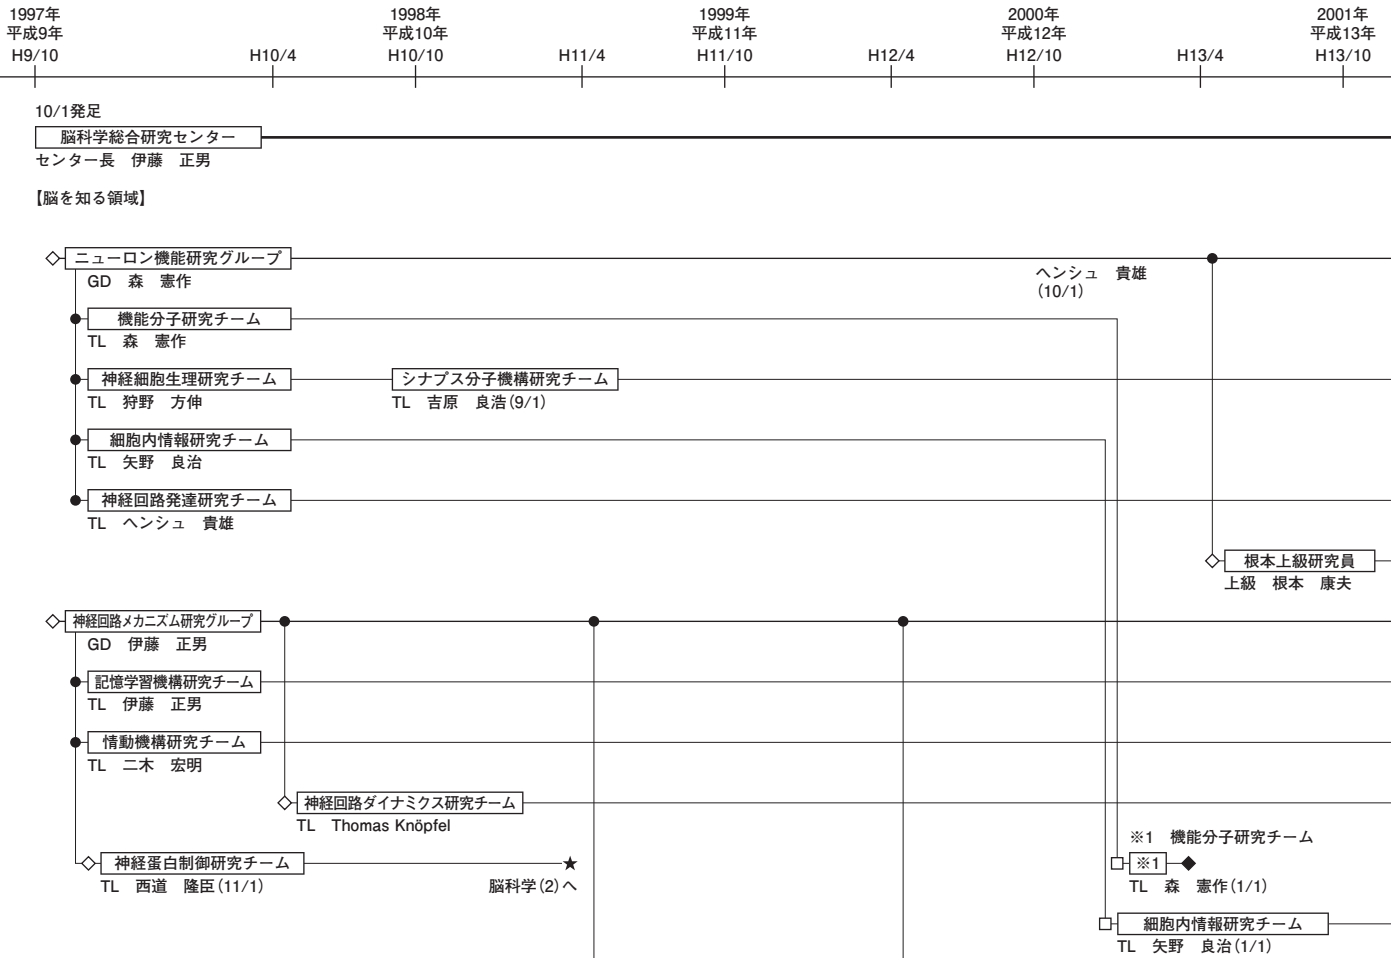 1997年
平成9年
H9/10
H10/4
1998年
平成10年
H10/10
H11/4
1999年
平成11年
H11/10
H12/4
2000年
平成12年
H12/10
H13/4
2001年
平成13年
H13/10
10/1発足
脳科学総合研究センター
センター長 伊藤 正男
【脳を知る領域】
ニューロン機能研究グループ
GD 森 憲作
ヘンシュ 貴雄
(10/1)
機能分子研究チーム
TL 森 憲作
神経細胞生理研究チーム
TL 狩野 方伸
シナプス分子機構研究チーム
TL 吉原 良浩(9/1)
細胞内情報研究チーム
TL 矢野 良治
神経回路発達研究チーム
TL ヘンシュ 貴雄
根本上級研究員
上級 根本 康夫
神経回路メカニズム研究グループ
GD 伊藤 正男
記憶学習機構研究チーム
TL 伊藤 正男
情動機構研究チーム
TL 二木 宏明
神経回路ダイナミクス研究チーム
TL Thomas Knöpfel
※1 機能分子研究チーム
神経蛋白制御研究チーム
TL 西道 隆臣(11/1)
★
脳科学(2)へ
※1
TL 森 憲作(1/1)
細胞内情報研究チーム
TL 矢野 良治(1/1)